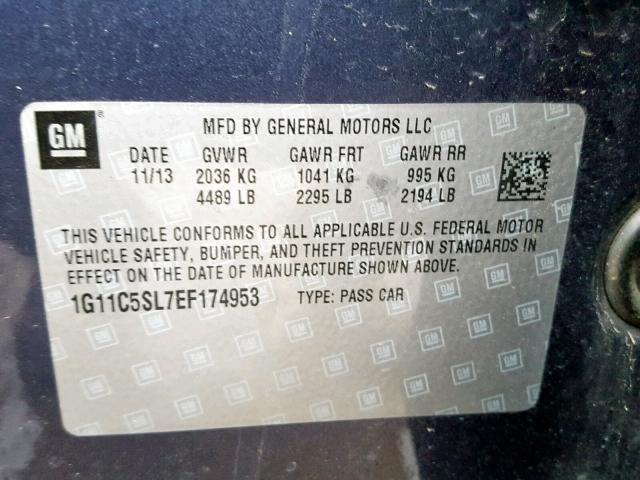 GM
MFD BY GENERAL MOTORS LLC
DATE GVWR GAWR FRT GAWR RR
11/13 2036 KG 1041 KG 995 KG
4489 LB 2295 LB 2194 LB
THIS VEHICLE CONFORMS TO ALL APPLICABLE U.S. FEDERAL MOTOR
VEHICLE SAFETY, BUMPER, AND THEFT PREVENTION STANDARDS IN
EFFECT ON THE DATE OF MANUFACTURE SHOWN ABOVE.
1G11C5SL7EF174953 TYPE: PASS CAR